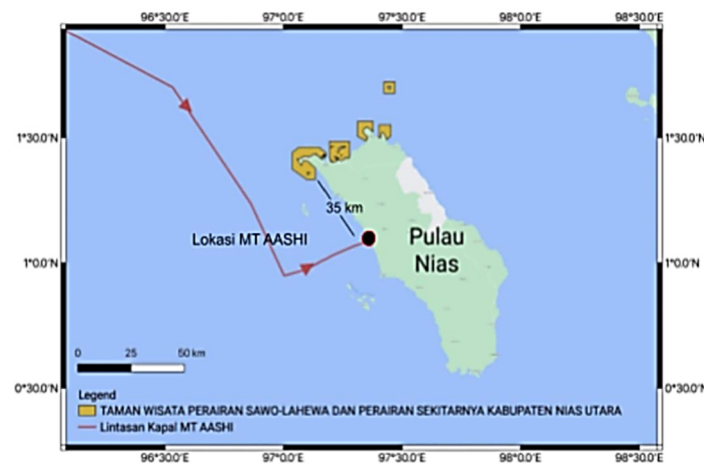 96°30.0'E 97°0.0'E 97°30.0'E 98°0.0'E 98°30.0'E
1°30.0'N 1°30.0'N
35 km
Lokasi MT AASHI
Pulau
Nias
1°0.0'N 1°0.0'N
0 25 50 km
0°30.0'N 0°30.0'N
Legend
TAMAN WISATA PERAIRAN SAWO-LAHEWA DAN PERAIRAN SEKITARNYA KABUPATEN NIAS UTARA
Lintasan Kapal MT AASHI
96°30.0'E 97°0.0'E 97°30.0'E 98°0.0'E 98°30.0'E